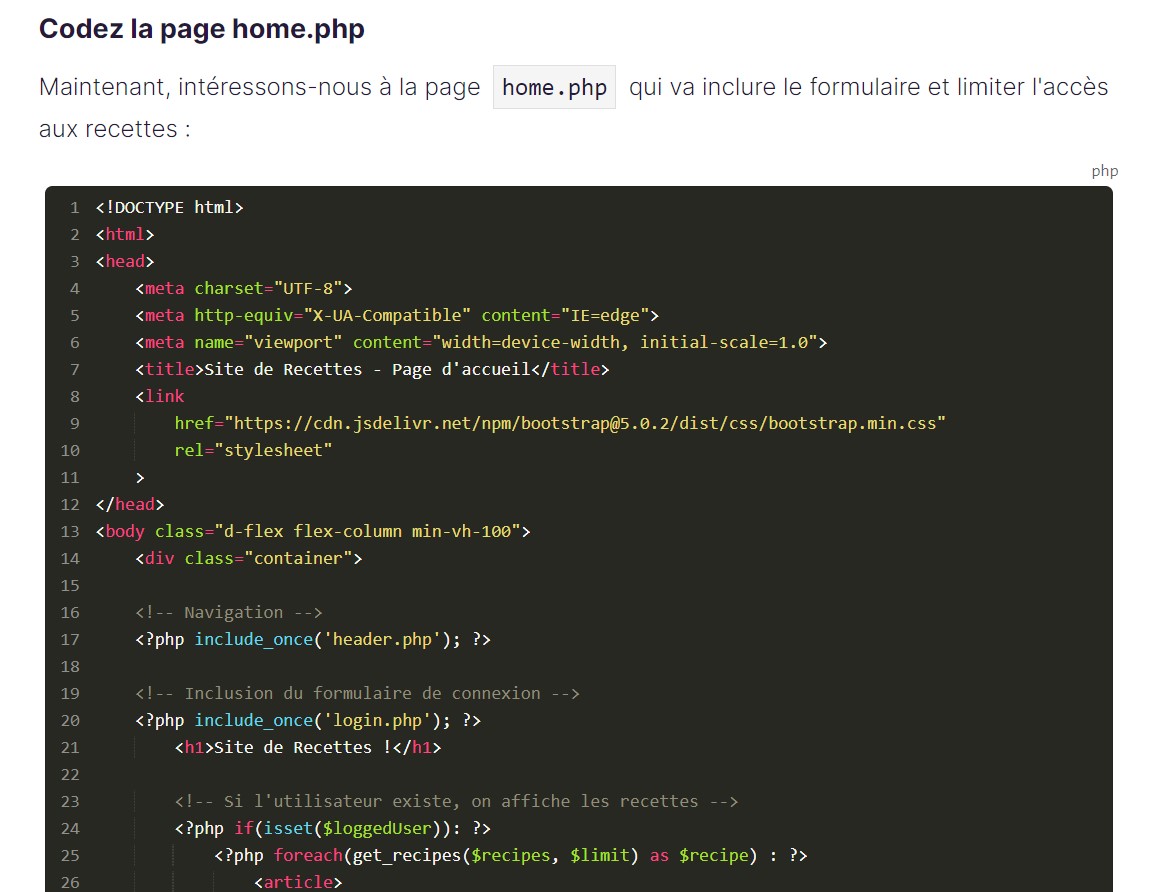 Codez la page home.php
Maintenant, intéressons-nous à la page home.php qui va inclure le formulaire et limiter l'accès
aux recettes :
php
1 <!DOCTYPE html>
2 <html>
3 <head>
4     <meta charset="UTF-8">
5     <meta http-equiv="X-UA-Compatible" content="IE=edge">
6     <meta name="viewport" content="width=device-width, initial-scale=1.0">
7     <title>Site de Recettes - Page d'accueil</title>
8     <link
9         href="https://cdn.jsdelivr.net/npm/bootstrap@5.0.2/dist/css/bootstrap.min.css"
10         rel="stylesheet"
11     >
12 </head>
13 <body class="d-flex flex-column min-vh-100">
14     <div class="container">
15
16     <!-- Navigation -->
17     <?php include_once('header.php'); ?>
18
19     <!-- Inclusion du formulaire de connexion -->
20     <?php include_once('login.php'); ?>
21         <h1>Site de Recettes !</h1>
22
23         <!-- Si l'utilisateur existe, on affiche les recettes -->
24         <?php if(isset($loggedUser)): ?>
25             <?php foreach(get_recipes($recipes, $limit) as $recipe) : ?>
26                 <article>